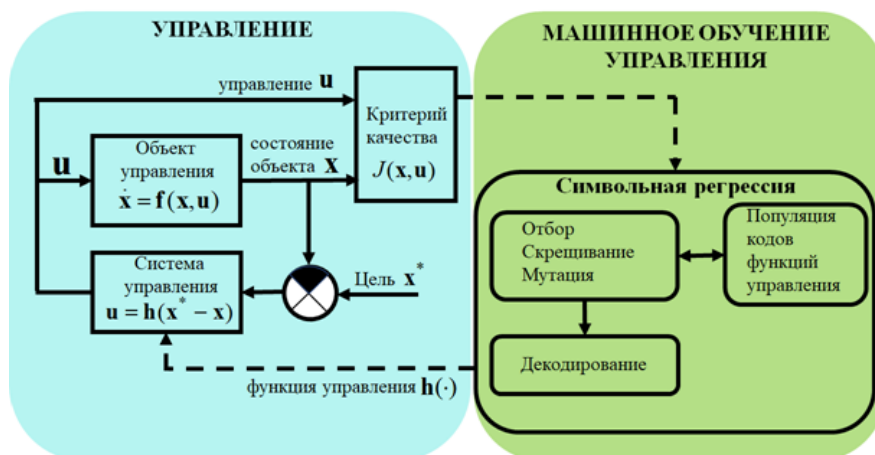 УПРАВЛЕНИЕ
управление u
Критерий
качества
J(x,u)
u
Объект
управления
ẋ = f(x,u)
состояние
объекта x
Система
управления
u = h(x* − x)
Цель x*
функция управления h(·)
МАШИННОЕ ОБУЧЕНИЕ
УПРАВЛЕНИЯ
Символьная регрессия
Отбор
Скрещивание
Мутация
Популяция
кодов
функций
управления
Декодирование